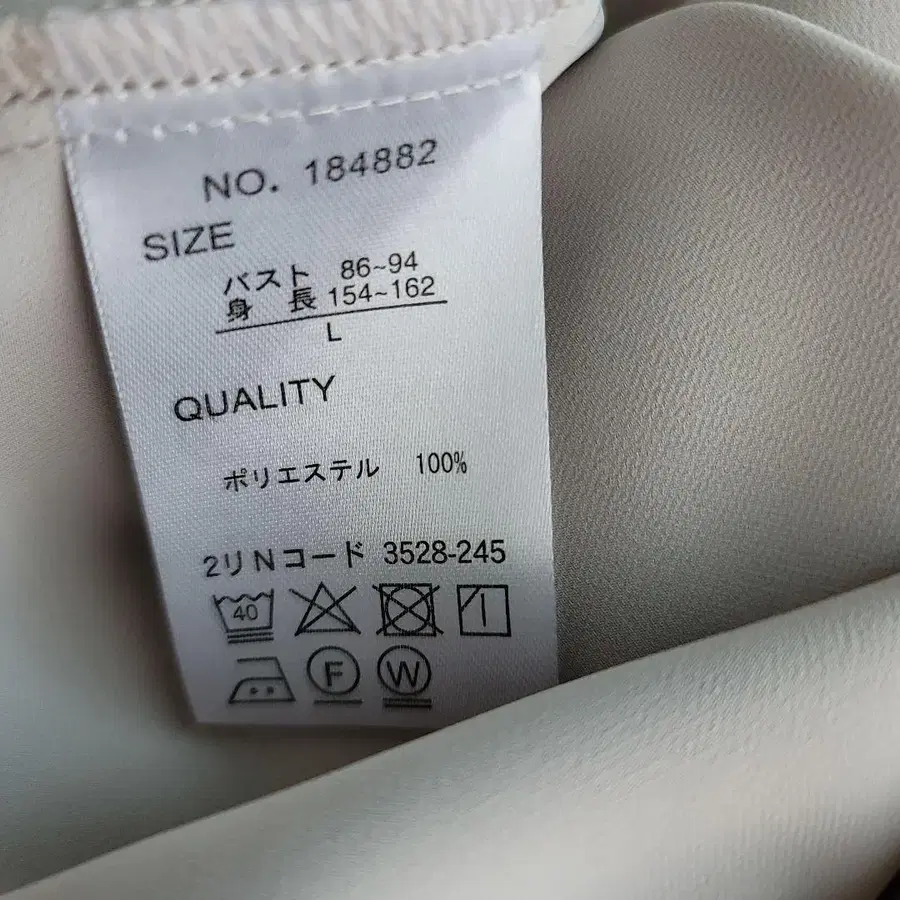 NO. 184882
SIZE
バスト 86~94
身 長 154~162
L
QUALITY
ポリエステル 100%
2リNコード 3528-245
40
F W